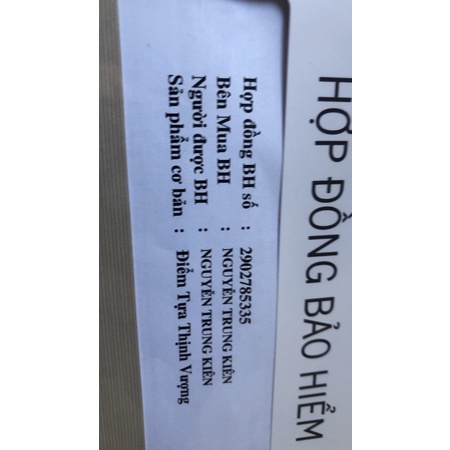 HỢP ĐỒNG BẢO HIỂM
Hợp đồng BH số : 2902785335
Bên Mua BH : NGUYỄN TRUNG KIÊN
Người được BH : NGUYỄN TRUNG KIÊN
Sản phẩm cơ bản : Điểm Tựa Thịnh Vượng